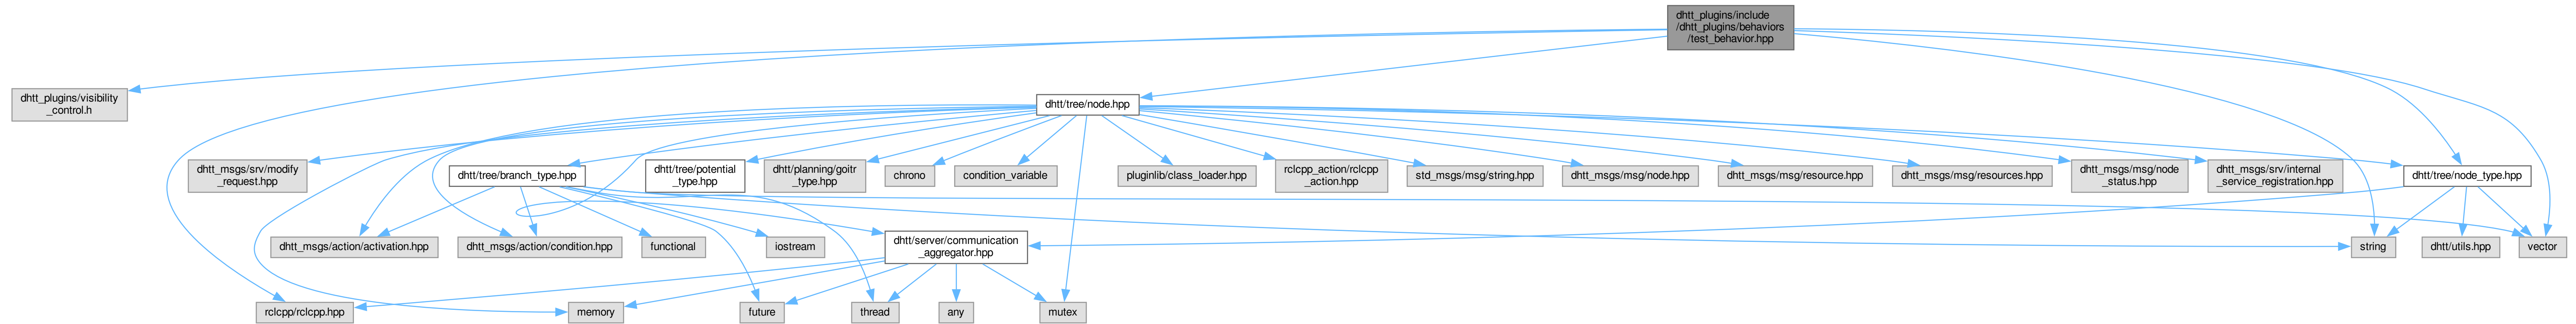 dhtt_plugins/include
/dhtt_plugins/behaviors
/test_behavior.hpp
dhtt_plugins/visibility
_control.h
dhtt/tree/node.hpp
dhtt_msgs/srv/modify
_request.hpp
dhtt/tree/branch_type.hpp
dhtt/tree/potential
_type.hpp
dhtt/planning/goitr
_type.hpp
chrono
condition_variable
pluginlib/class_loader.hpp
rclcpp_action/rclcpp
_action.hpp
std_msgs/msg/string.hpp
dhtt_msgs/msg/node.hpp
dhtt_msgs/msg/resource.hpp
dhtt_msgs/msg/resources.hpp
dhtt_msgs/msg/node
_status.hpp
dhtt_msgs/srv/internal
_service_registration.hpp
dhtt/tree/node_type.hpp
dhtt_msgs/action/activation.hpp
dhtt_msgs/action/condition.hpp
functional
iostream
dhtt/server/communication
_aggregator.hpp
string
dhtt/utils.hpp
vector
rclcpp/rclcpp.hpp
memory
future
thread
any
mutex